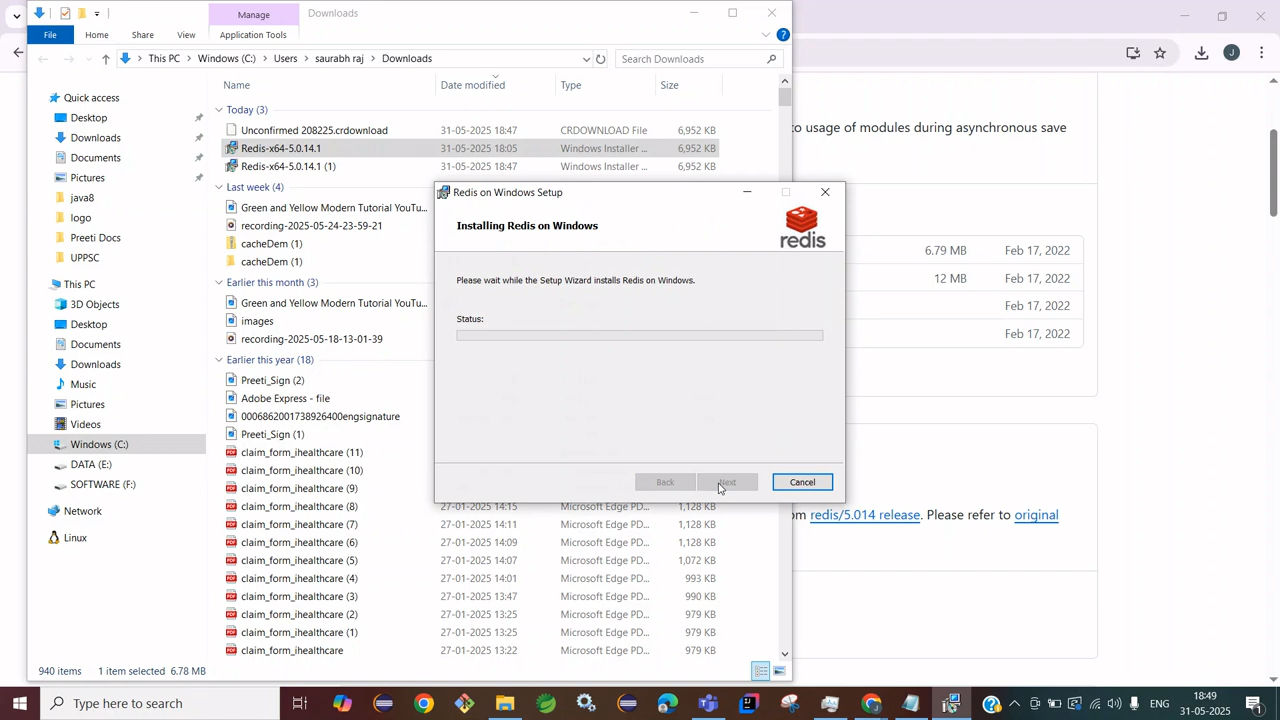 Manage
Downloads
File
Home
Share
View
Application Tools
This PC
Windows (C:)
Users
saurabh raj
Downloads
Search Downloads
J
Name
Date modified
Type
Size
Quick access
Desktop
Downloads
Documents
Pictures
java8
logo
Preeti Docs
UPPSC
This PC
3D Objects
Desktop
Documents
Downloads
Music
Pictures
Videos
Windows (C:)
DATA (E:)
SOFTWARE (F:)
Network
Linux
Today (3)
Unconfirmed 208225.crdownload 31-05-2025 18:47 CRDOWNLOAD File 6,952 KB
Redis-x64-5.0.14.1 31-05-2025 18:05 Windows Installer ... 6,952 KB
Redis-x64-5.0.14.1 (1) 31-05-2025 18:47 Windows Installer ... 6,952 KB
Last week (4)
Green and Yellow Modern Tutorial YouTu...
recording-2025-05-24-23-59-21
cacheDem (1)
cacheDem (1)
Earlier this month (3)
Green and Yellow Modern Tutorial YouTu...
images
recording-2025-05-18-13-01-39
Earlier this year (18)
Preeti_Sign (2)
Adobe Express - file
0006862001738926400engsignature
Preeti_Sign (1)
claim_form_ihealthcare (11)
claim_form_ihealthcare (10)
claim_form_ihealthcare (9)
claim_form_ihealthcare (8) 27-01-2025 14:15 Microsoft Edge PD... 1,128 KB
claim_form_ihealthcare (7) 27-01-2025 14:11 Microsoft Edge PD... 1,128 KB
claim_form_ihealthcare (6) 27-01-2025 14:09 Microsoft Edge PD... 1,128 KB
claim_form_ihealthcare (5) 27-01-2025 14:07 Microsoft Edge PD... 1,072 KB
claim_form_ihealthcare (4) 27-01-2025 14:01 Microsoft Edge PD... 993 KB
claim_form_ihealthcare (3) 27-01-2025 13:47 Microsoft Edge PD... 990 KB
claim_form_ihealthcare (2) 27-01-2025 13:25 Microsoft Edge PD... 979 KB
claim_form_ihealthcare (1) 27-01-2025 13:25 Microsoft Edge PD... 979 KB
claim_form_ihealthcare 27-01-2025 13:22 Microsoft Edge PD... 979 KB
940 items 1 item selected 6.78 MB
Redis on Windows Setup
Installing Redis on Windows
redis
Please wait while the Setup Wizard installs Redis on Windows.
Status:
Back
Next
Cancel
to usage of modules during asynchronous save
6.79 MB Feb 17, 2022
12 MB Feb 17, 2022
Feb 17, 2022
Feb 17, 2022
om redis/5.014 release. Please refer to original
Type here to search
ENG
18:49
31-05-2025